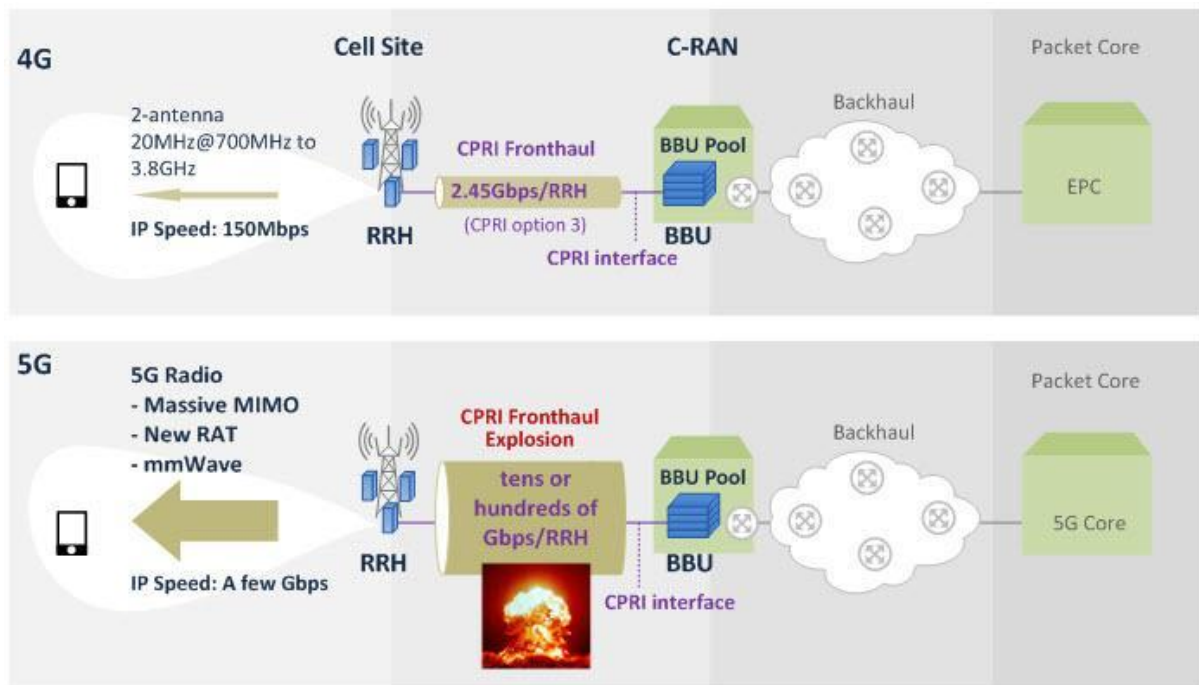 4G
Cell Site
C-RAN
Packet Core
2-antenna
20MHz@700MHz to
3.8GHz
IP Speed: 150Mbps
RRH
CPRI Fronthaul
2.45Gbps/RRH
(CPRI option 3)
CPRI interface
BBU Pool
BBU
Backhaul
EPC
5G
5G Radio
- Massive MIMO
- New RAT
- mmWave
IP Speed: A few Gbps
RRH
CPRI Fronthaul
Explosion
tens or
hundreds of
Gbps/RRH
CPRI interface
BBU Pool
BBU
Backhaul
Packet Core
5G Core